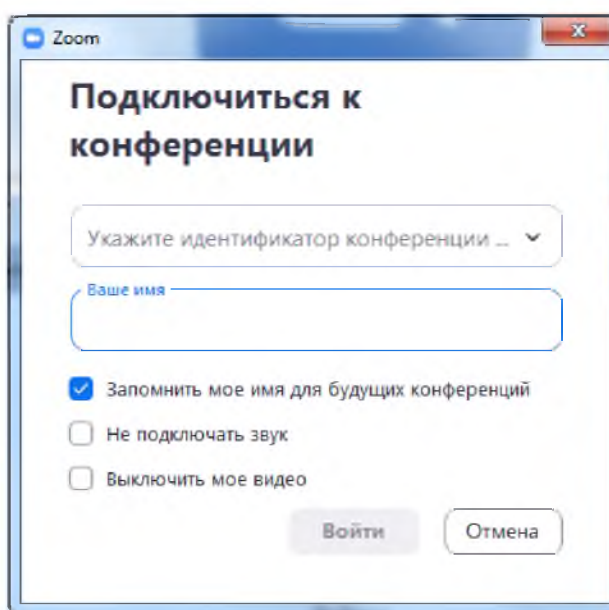 Zoom
Подключиться к
конференции
Укажите идентификатор конференции ...
Ваше имя
Запомнить мое имя для будущих конференций
Не подключать звук
Выключить мое видео
Войти
Отмена